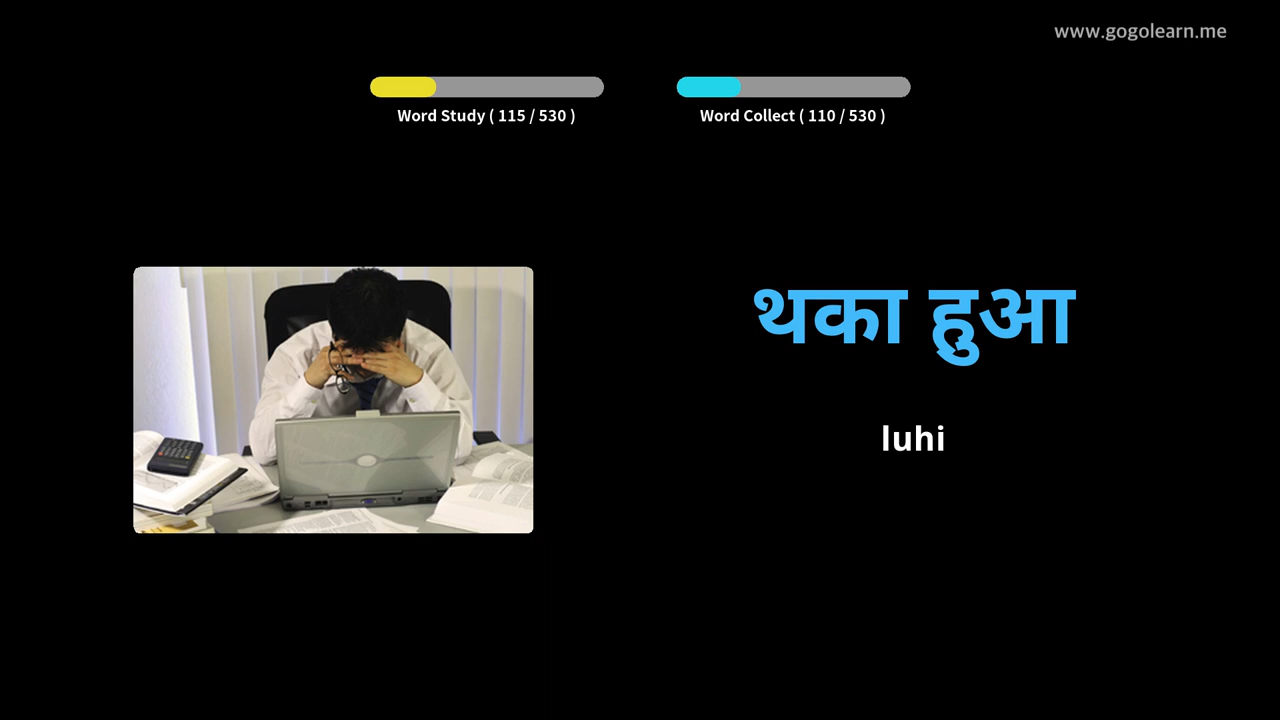 www.gogolearn.me
Word Study ( 115 / 530 )
Word Collect ( 110 / 530 )
थका हुआ
luhi